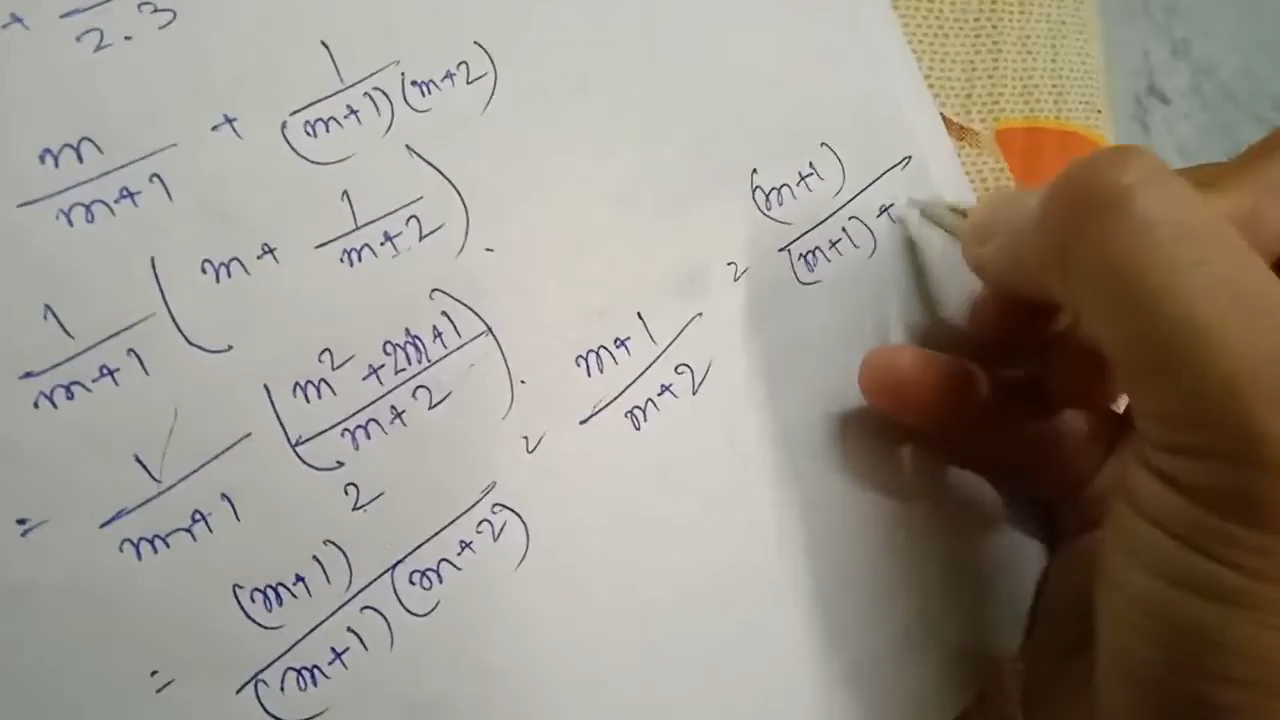 + /2.3
m/(m+1) + 1/((m+1)(m+2))
1/(m+1) (m + 1/(m+2)).
1/(m+1) ((m² + 2m + 1)/(m+2)).
= (m+1)²/((m+1)(m+2))
= (m+1)/(m+2)
= (m+1)/((m+1)+